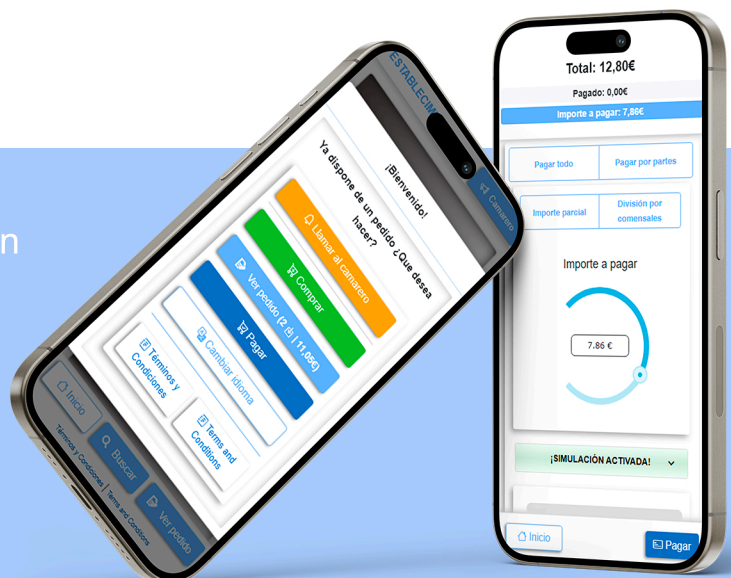 n
ESTABLECIM
Camarero
¡Bienvenido!
Ya dispone de un pedido ¿Que desea
hacer?
Llamar al camarero
Comprar
Ver pedido (2 | 11,05€)
Pagar
Cambiar idioma
Términos y
Condiciones
Terms and
Conditions
Inicio
Buscar
Ver pedido
Términos y Condiciones | Terms and Conditions
Total: 12,80€
Pagado: 0,00€
Importe a pagar: 7,86€
Pagar todo
Pagar por partes
Importe parcial
División por
comensales
Importe a pagar
7.86 €
¡SIMULACIÓN ACTIVADA!
Inicio
Pagar